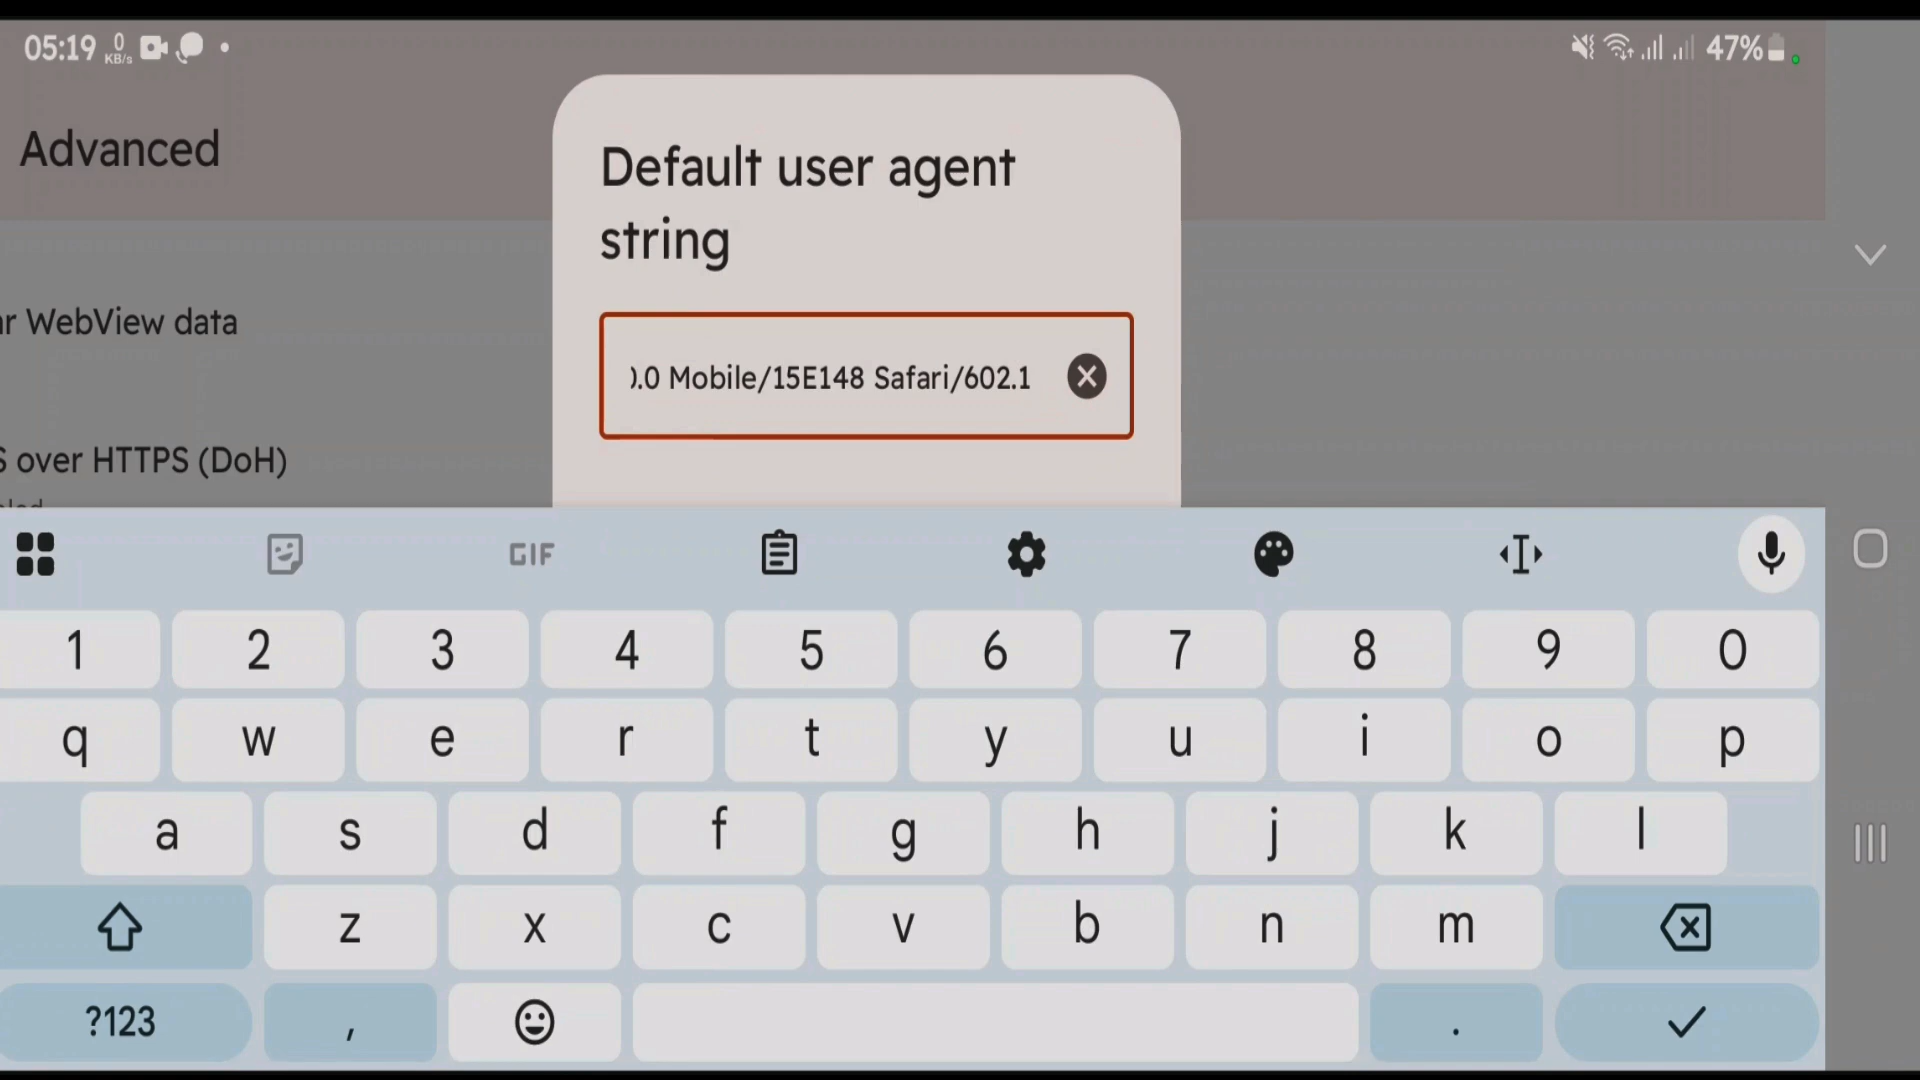 05:19 0 KB/s 47%
Advanced
Default user agent
string
ar WebView data
).0 Mobile/15E148 Safari/602.1
S over HTTPS (DoH)
GIF
1 2 3 4 5 6 7 8 9 0
q w e r t y u i o p
a s d f g h j k l
z x c v b n m
?123 , .